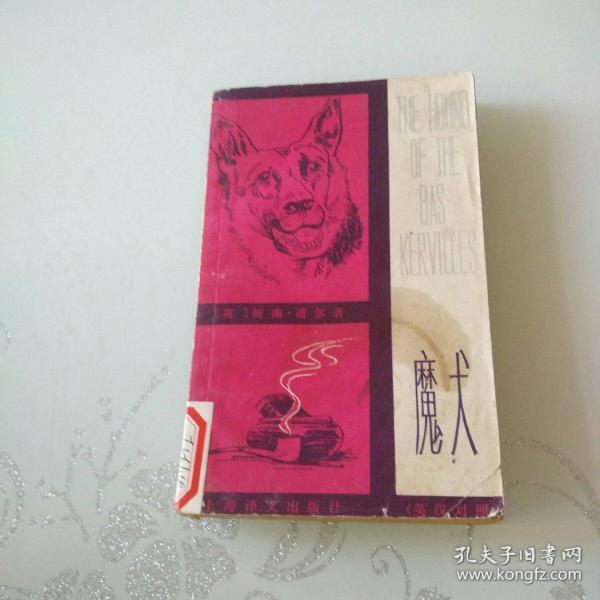 THE HOUND
OF THE
BAS-
KERVILLES
〔英〕柯南·道尔著
魔犬
上海译文出版社
(英汉对照)
孔夫子旧书网
www.kongfz.com